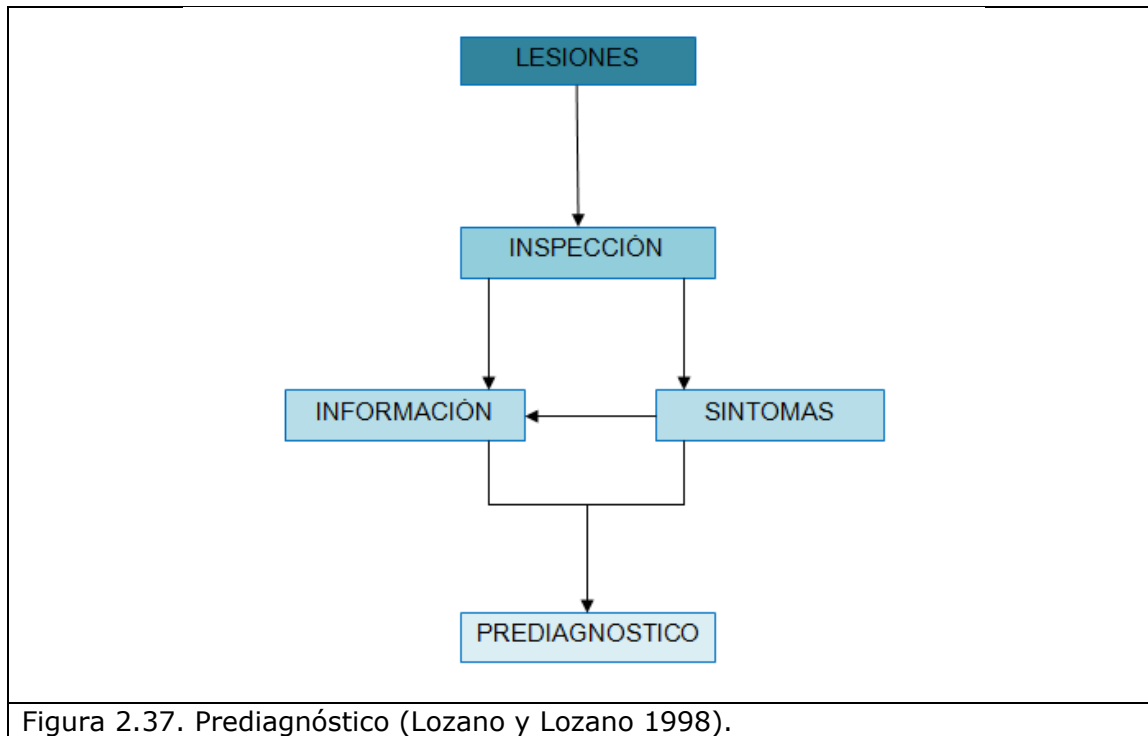 LESIONES
INSPECCIÓN
INFORMACIÓN
SINTOMAS
PREDIAGNOSTICO
Figura 2.37. Prediagnóstico (Lozano y Lozano 1998).